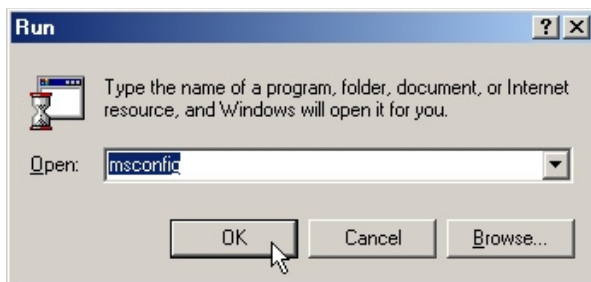 Run
Type the name of a program, folder, document, or Internet
resource, and Windows will open it for you.
Open: msconfig
OK Cancel Browse...